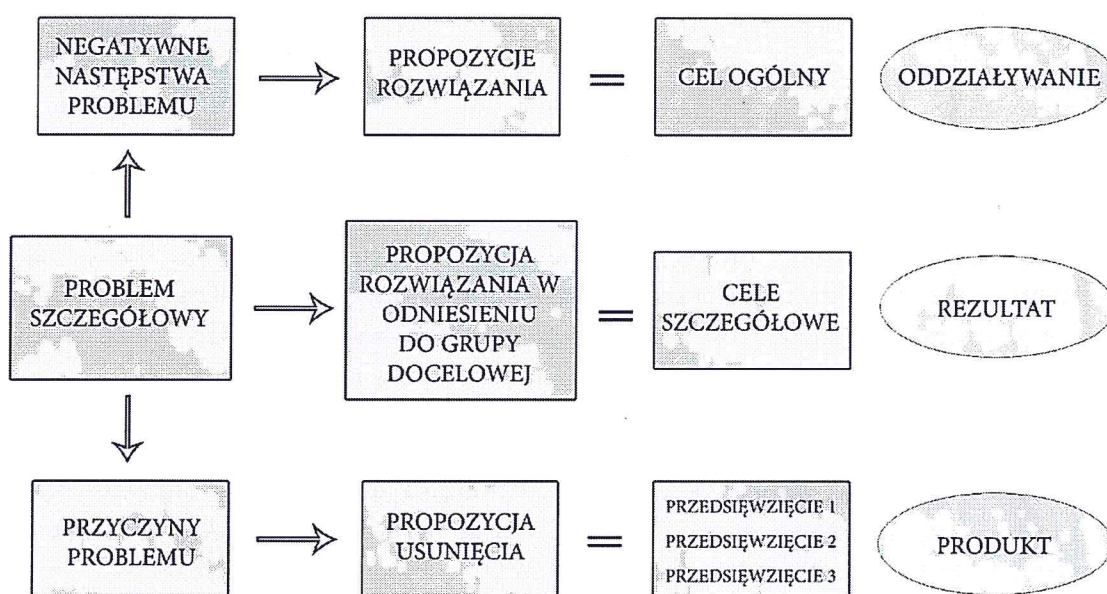 NEGATYWNE
NASTĘPSTWA
PROBLEMU
PROPOZYCJE
ROZWIĄZANIA
=
CEL OGÓLNY
ODDZIAŁYWANIE
PROBLEM
SZCZEGÓŁOWY
PROPOZYCJA
ROZWIĄZANIA W
ODNIESIENIU
DO GRUPY
DOCELOWEJ
=
CELE
SZCZEGÓŁOWE
REZULTAT
PRZYCZYNY
PROBLEMU
PROPOZYCJA
USUNIĘCIA
=
PRZEDSIĘWZIĘCIE 1
PRZEDSIĘWZIĘCIE 2
PRZEDSIĘWZIĘCIE 3
PRODUKT